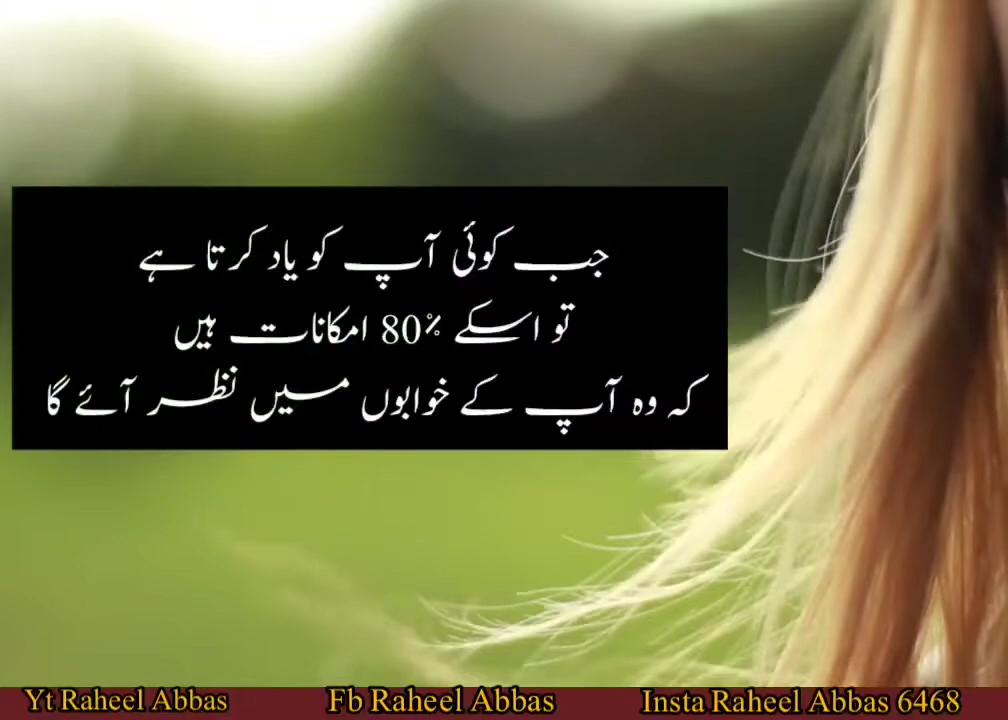 جب کوئی آپ کو یاد کرتا ہے
تو اسکے 80% امکانات ہیں
کہ وہ آپ کے خوابوں میں نظر آئے گا
Yt Raheel Abbas Fb Raheel Abbas Insta Raheel Abbas 6468